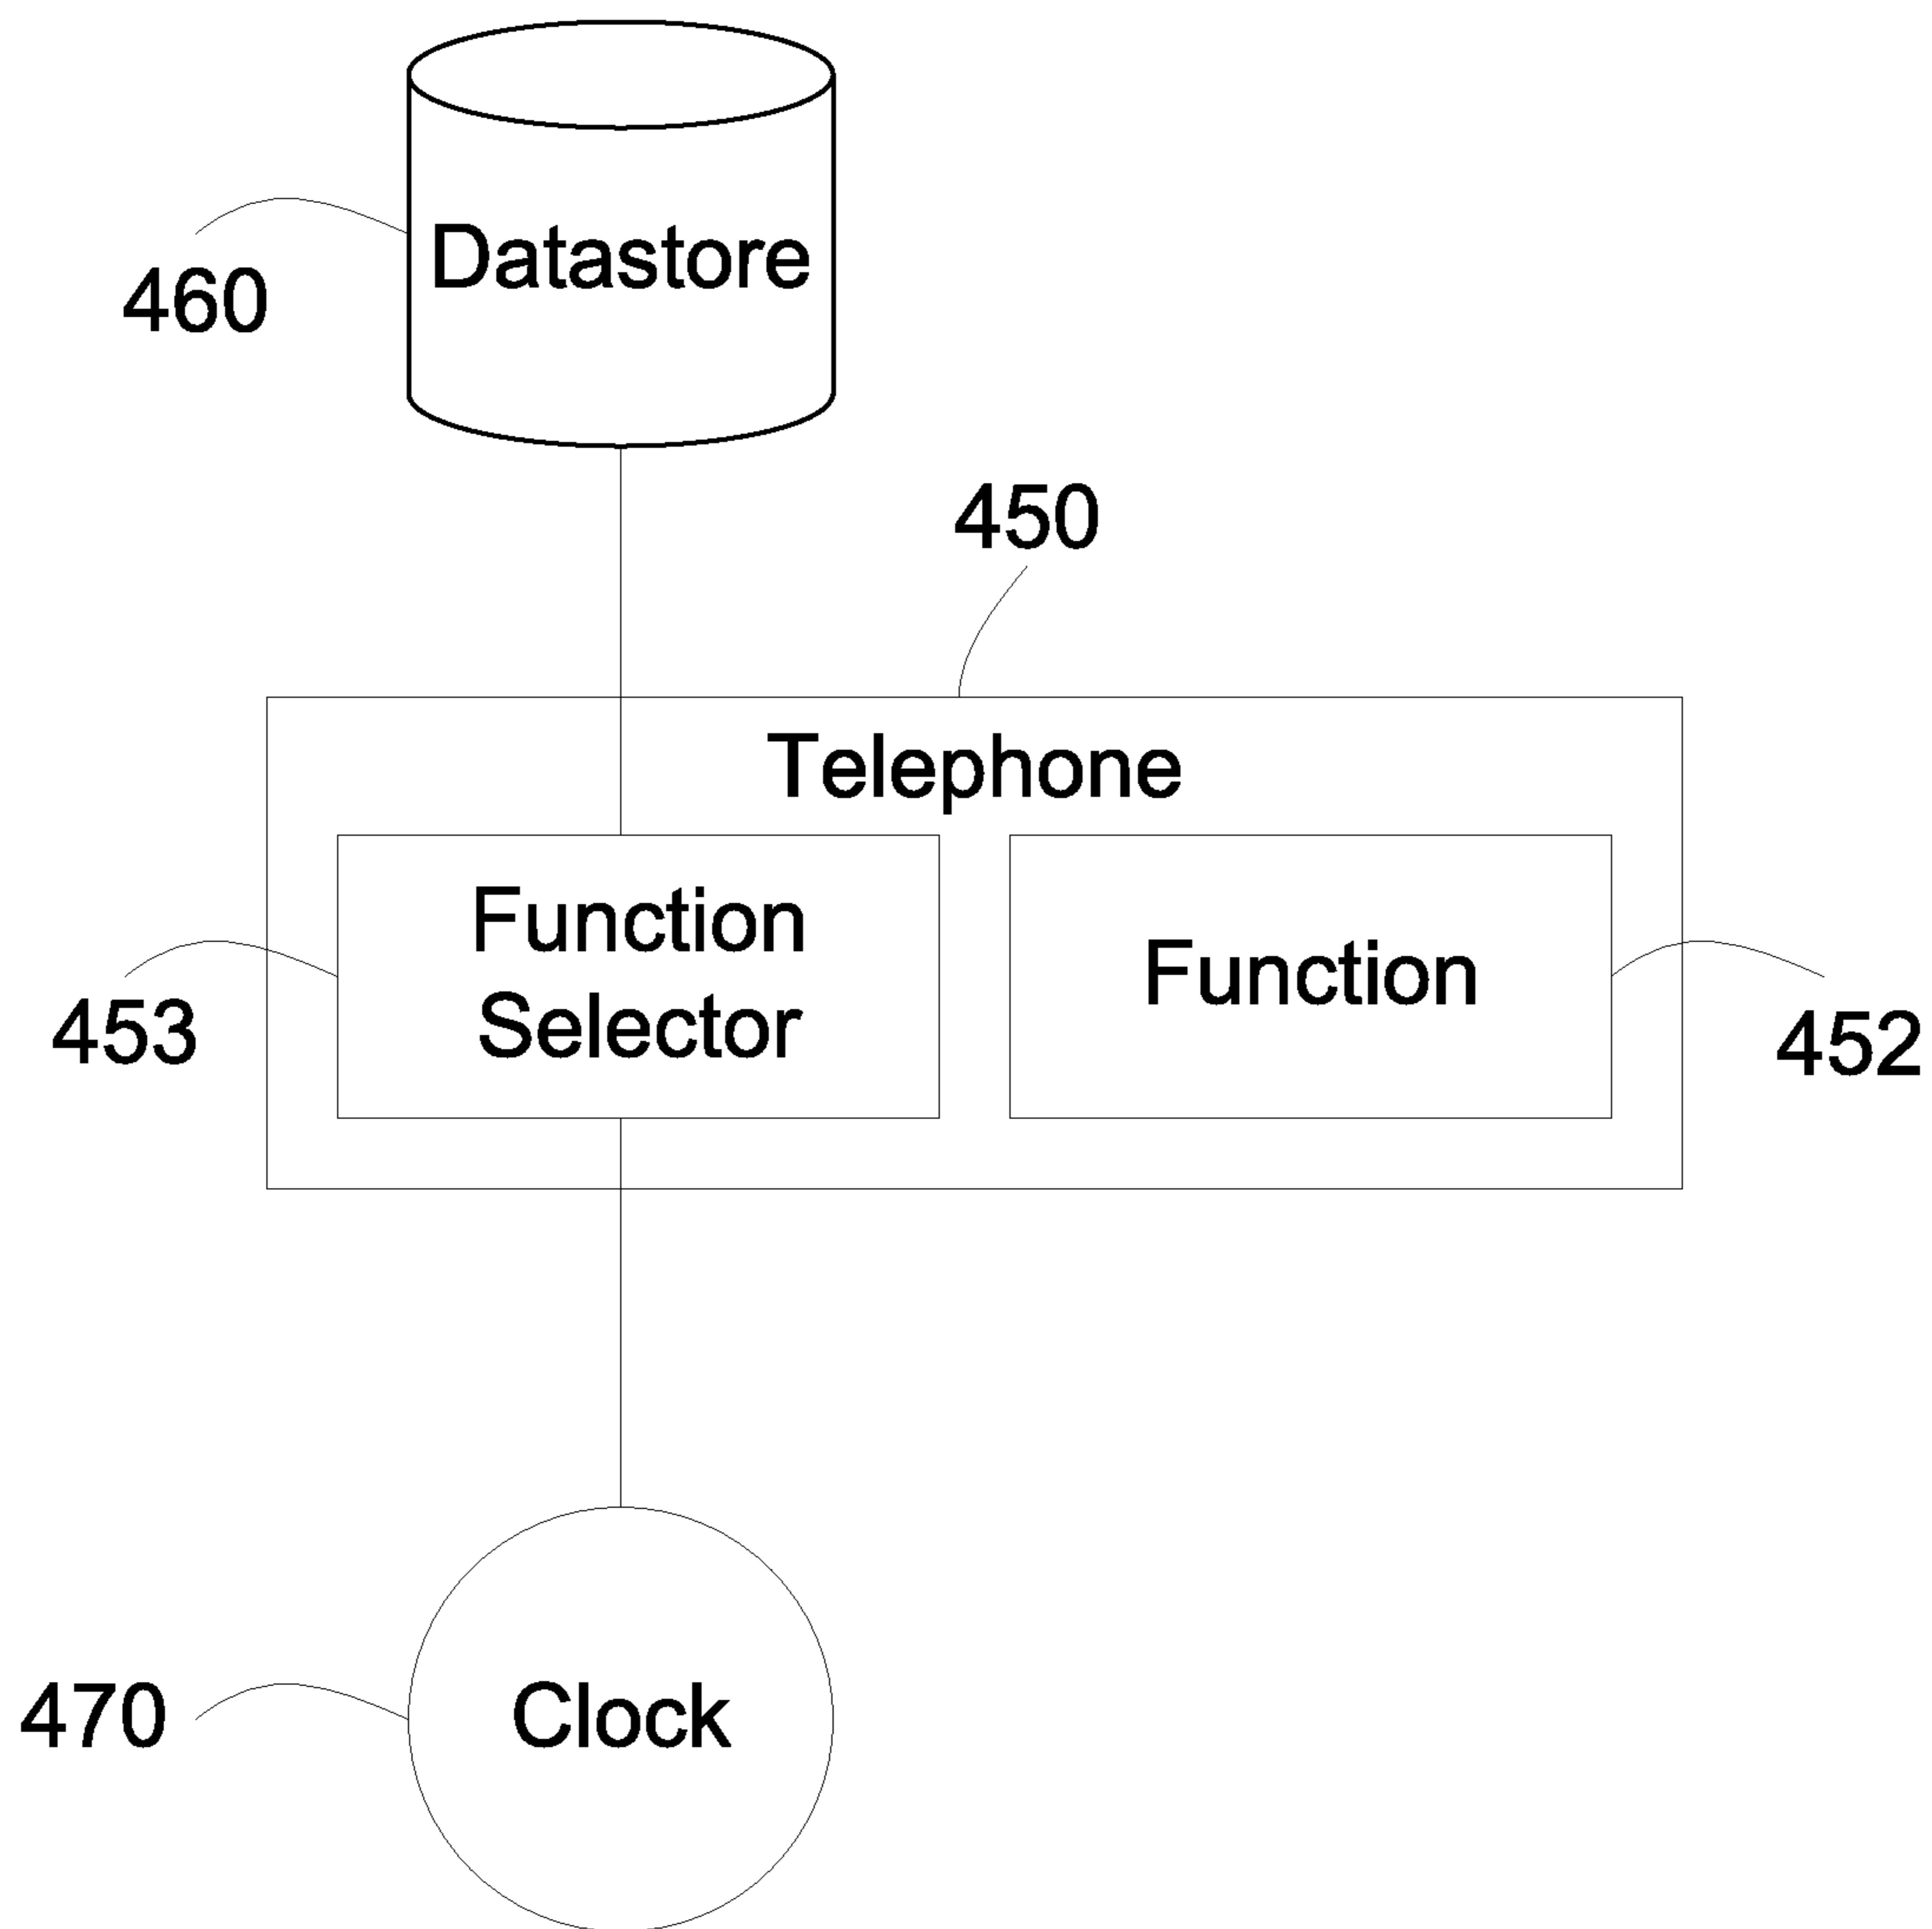 Datastore
460
450
Telephone
Function
Selector
Function
453
452
Clock
470